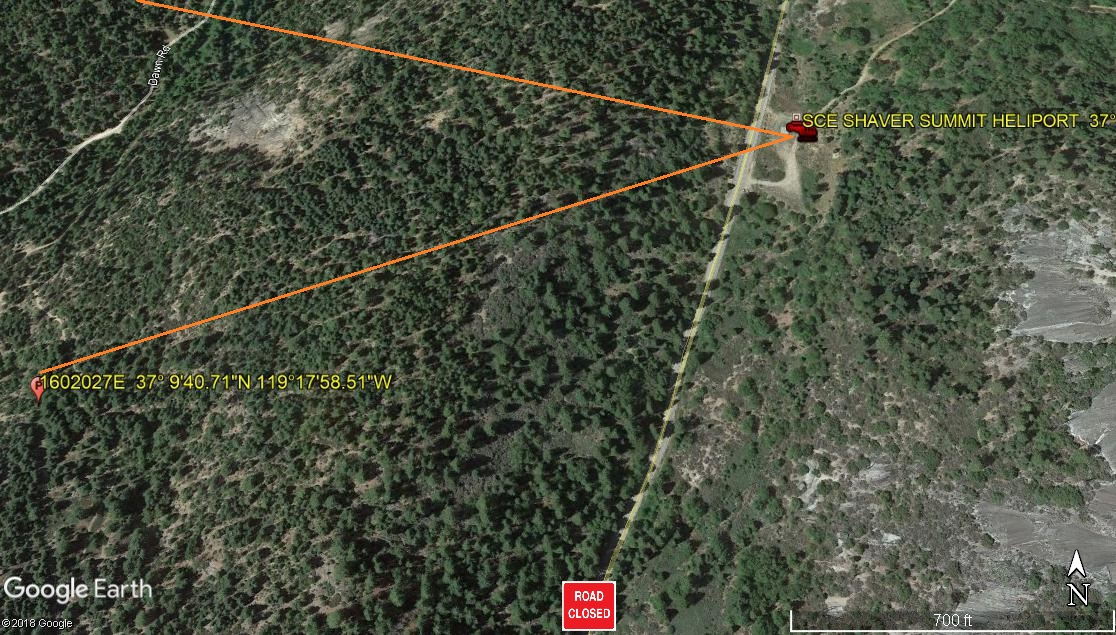 Dawn Rd
SCE SHAVER SUMMIT HELIPORT 37°
1602027E 37° 9'40.71"N 119°17'58.51"W
Google Earth
©2018 Google
ROAD
CLOSED
N
700 ft